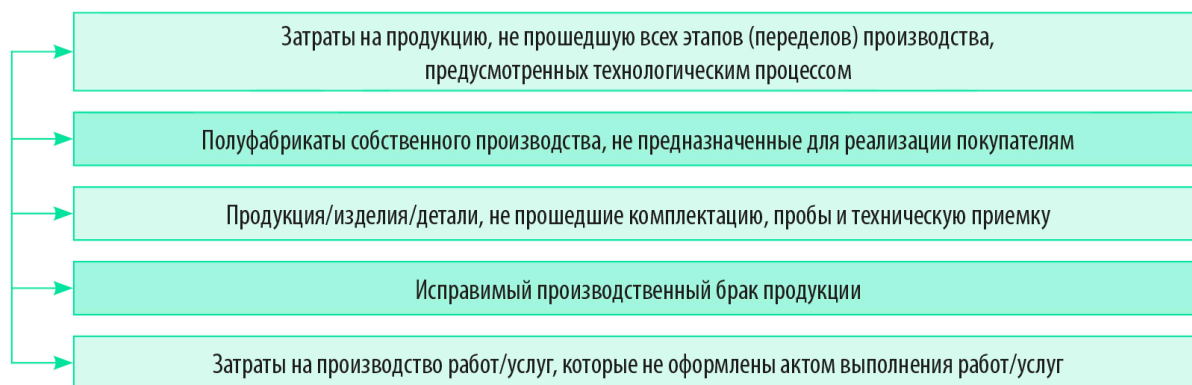 Затраты на продукцию, не прошедшую всех этапов (переделов) производства,
предусмотренных технологическим процессом
Полуфабрикаты собственного производства, не предназначенные для реализации покупателям
Продукция/изделия/детали, не прошедшие комплектацию, пробы и техническую приемку
Исправимый производственный брак продукции
Затраты на производство работ/услуг, которые не оформлены актом выполнения работ/услуг